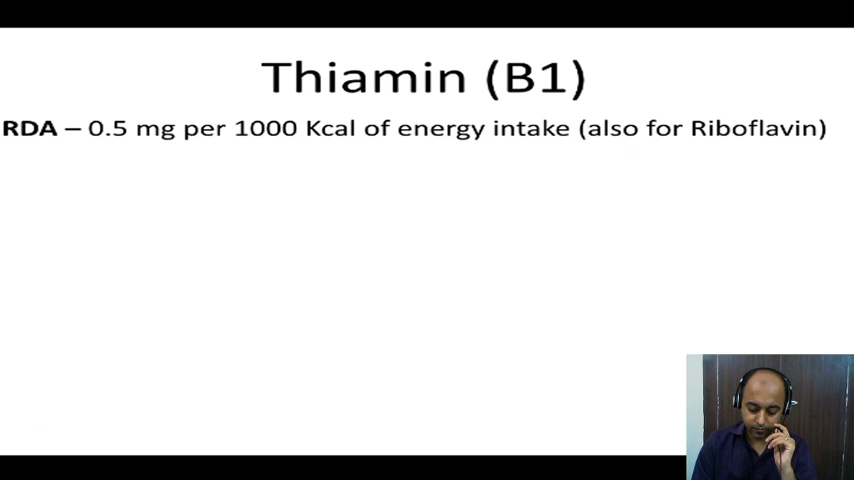 Thiamin (B1)
RDA – 0.5 mg per 1000 Kcal of energy intake (also for Riboflavin)